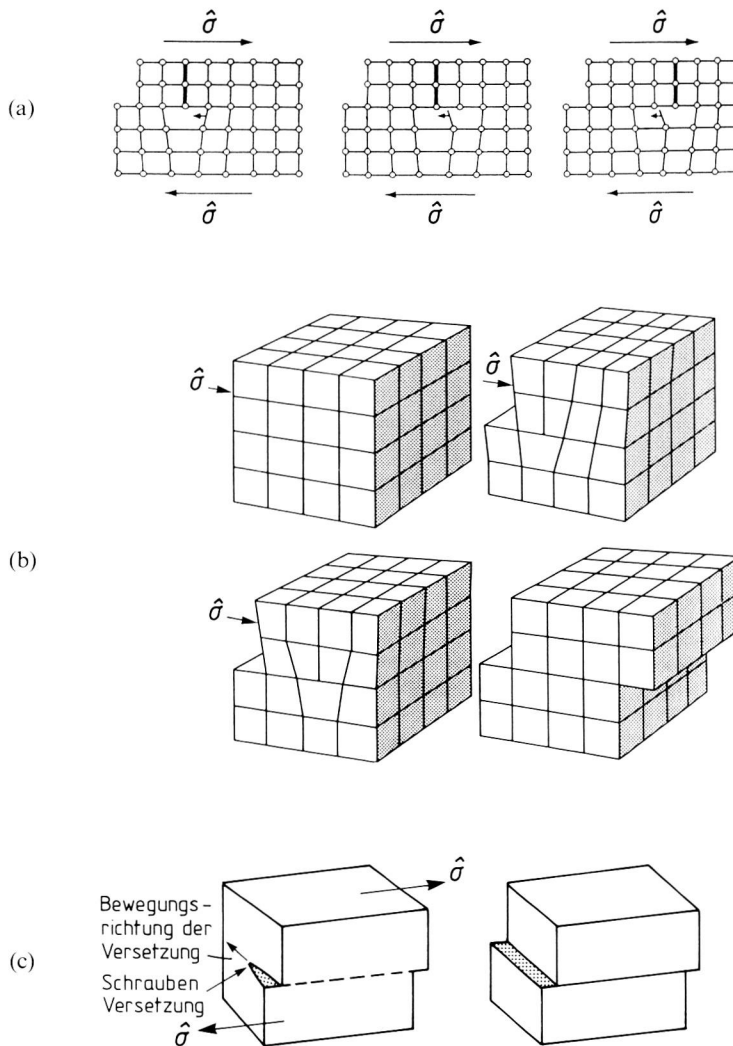 σ̂ σ̂ σ̂
(a)
σ̂ σ̂ σ̂
σ̂ σ̂
(b)
σ̂
σ̂
Bewegungs-
richtung der
Versetzung
(c)
Schrauben
Versetzung
σ̂